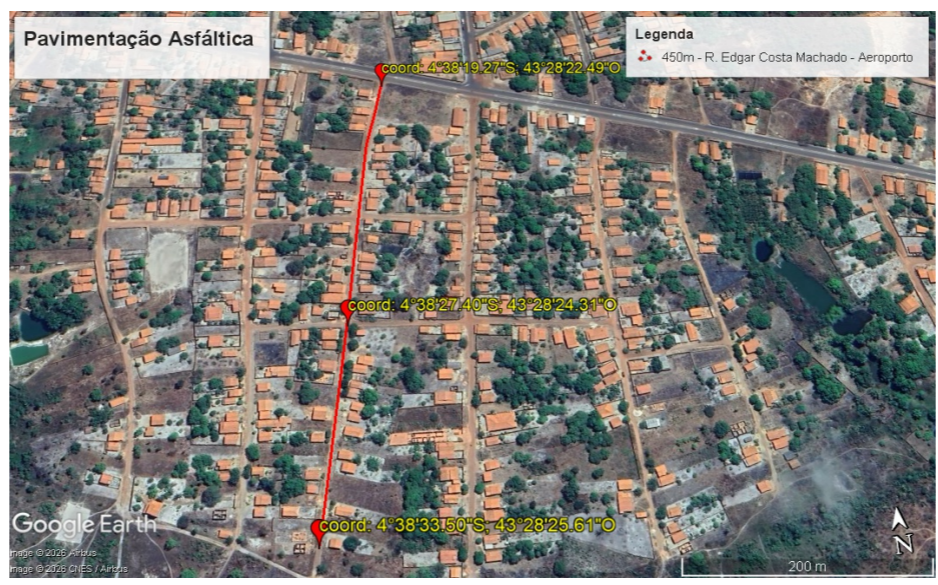 Pavimentação Asfáltica
Legenda
450m - R. Edgar Costa Machado - Aeroporto
coord: 4°38'19.27"S; 43°28'22.49"O
coord: 4°38'27.40"S; 43°28'24.31"O
coord: 4°38'33.50"S; 43°28'25.61"O
Google Earth
Image © 2026 Airbus
Image © 2026 CNES / Airbus
N
200 m